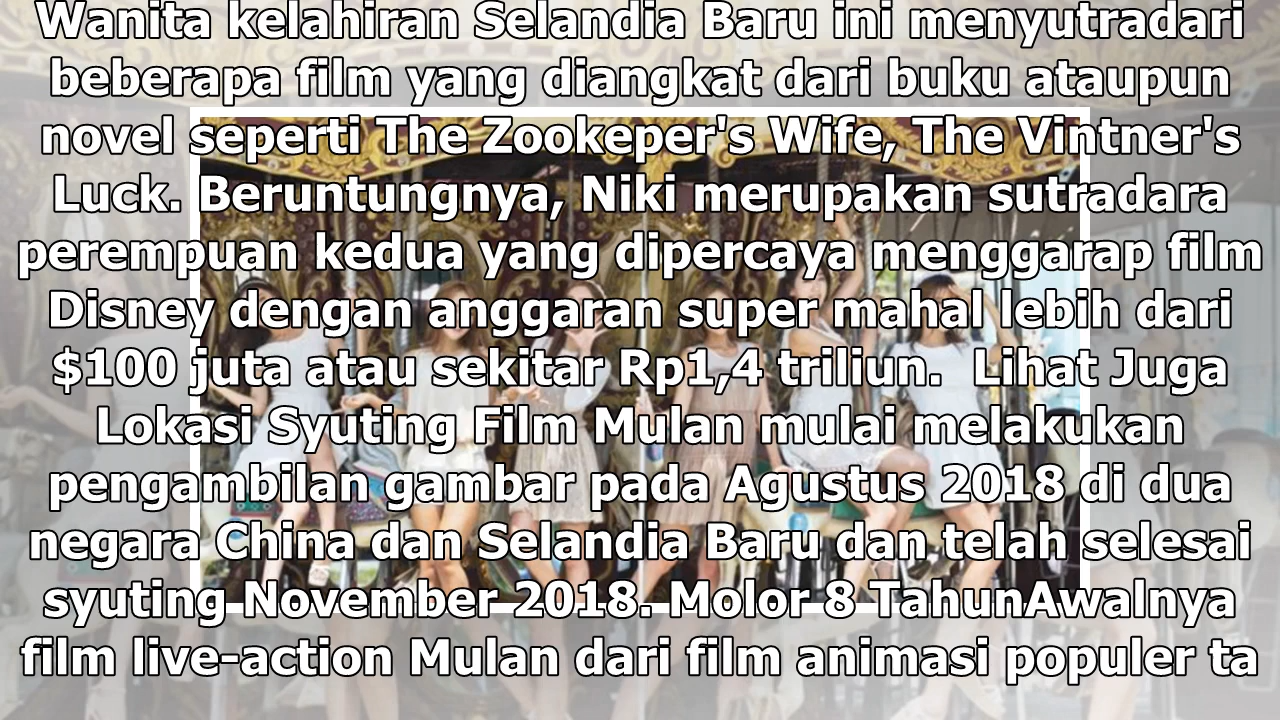 Wanita kelahiran Selandia Baru ini menyutradari
beberapa film yang diangkat dari buku ataupun
novel seperti The Zookeper's Wife, The Vintner's
Luck. Beruntungnya, Niki merupakan sutradara
perempuan kedua yang dipercaya menggarap film
Disney dengan anggaran super mahal lebih dari
$100 juta atau sekitar Rp1,4 triliun.  Lihat Juga
Lokasi Syuting Film Mulan mulai melakukan
pengambilan gambar pada Agustus 2018 di dua
negara China dan Selandia Baru dan telah selesai
syuting November 2018. Molor 8 TahunAwalnya
film live-action Mulan dari film animasi populer ta